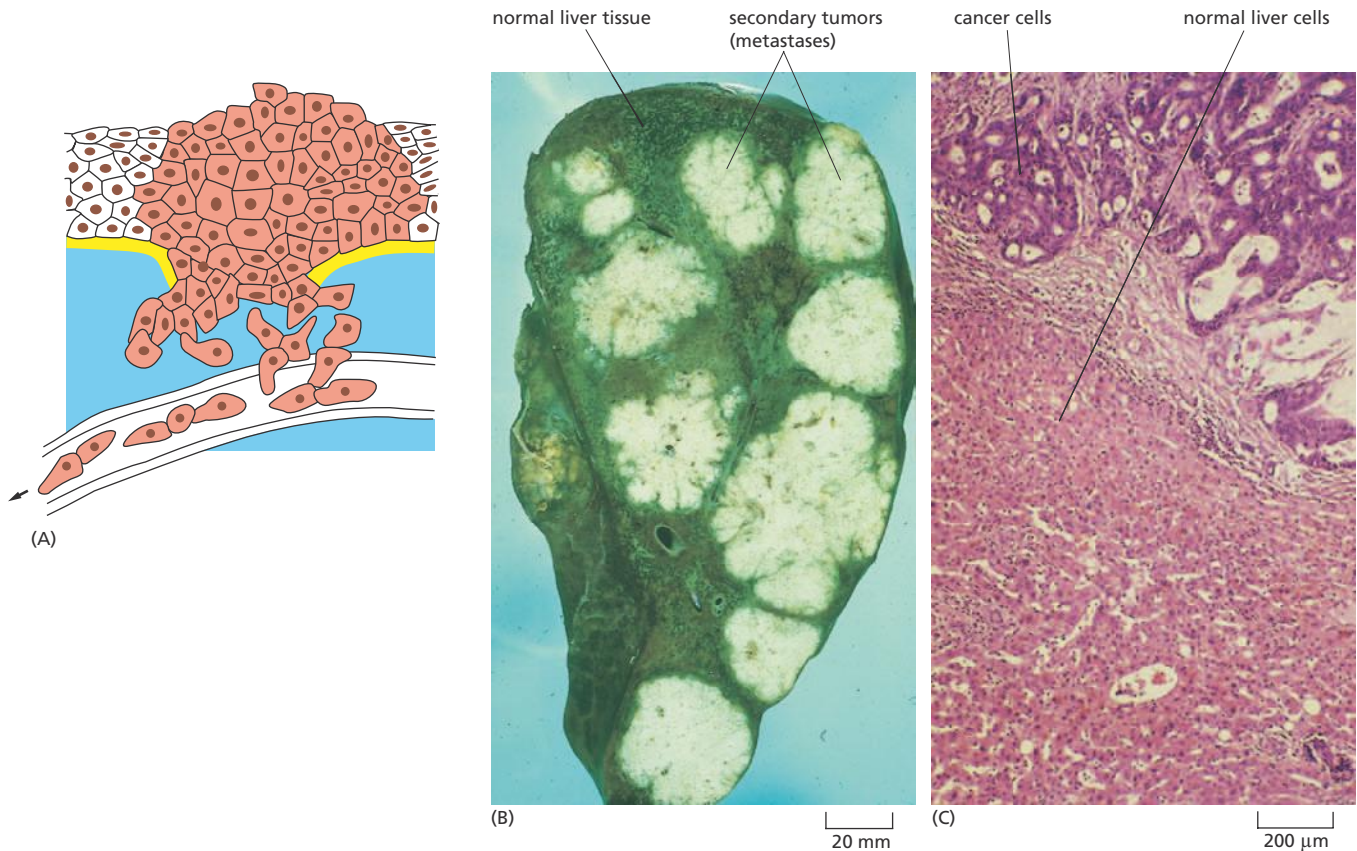 normal liver tissue
secondary tumors
(metastases)
cancer cells
normal liver cells
(A)
(B)
20 mm
(C)
200 μm